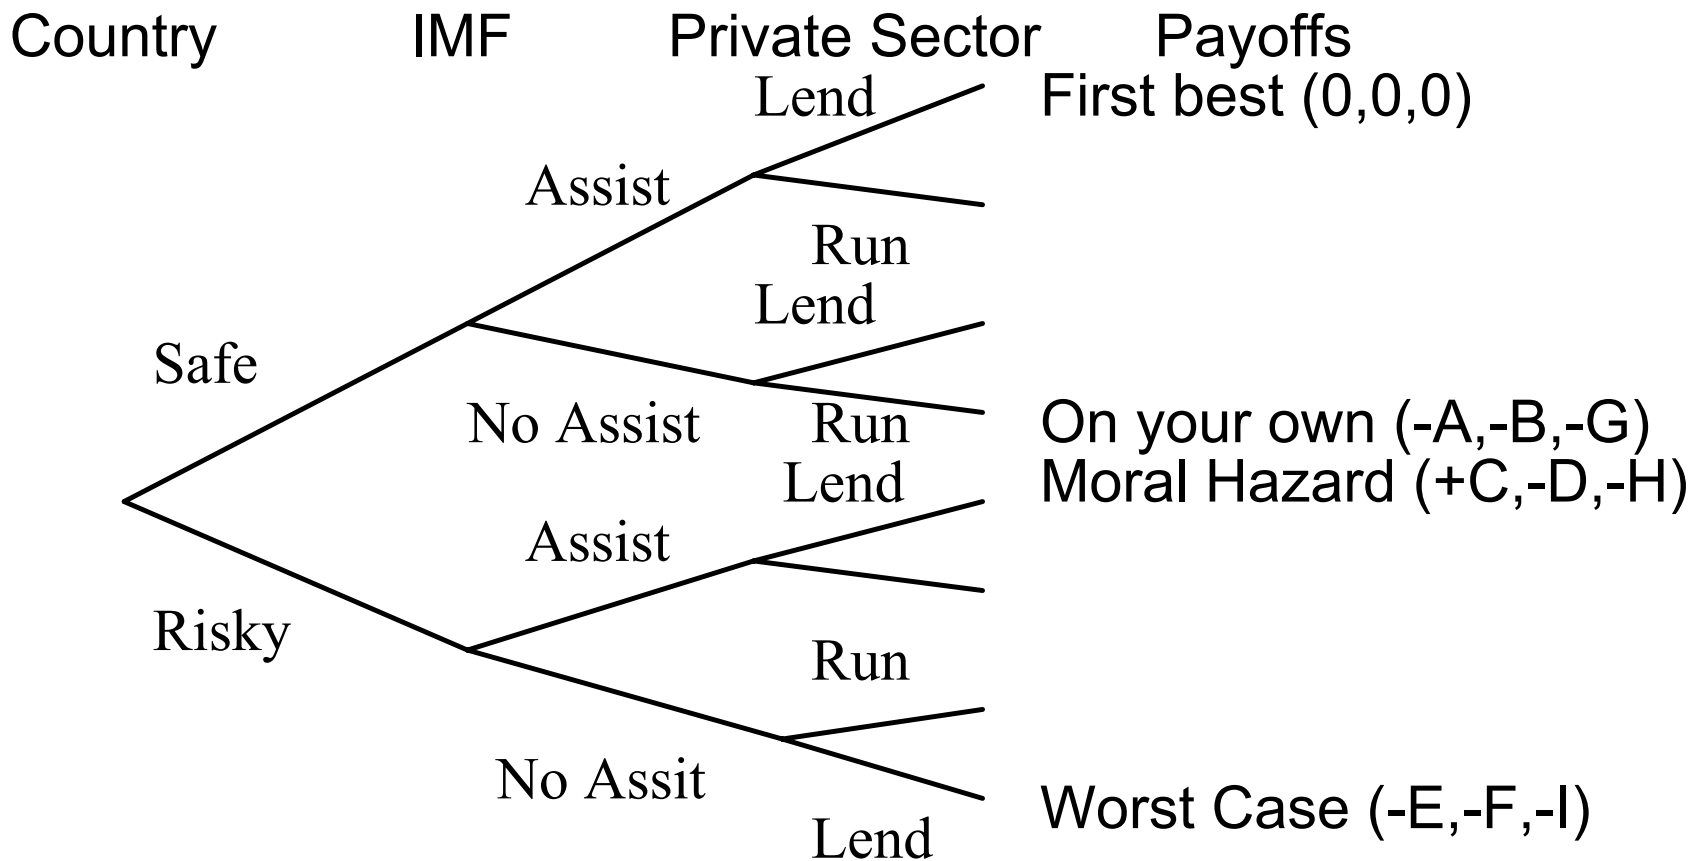 Country IMF Private Sector Payoffs
Lend First best (0,0,0)
Assist
Run
Lend
Safe
No Assist Run On your own (-A,-B,-G)
Lend Moral Hazard (+C,-D,-H)
Assist
Risky
Run
No Assit
Worst Case (-E,-F,-I)
Lend